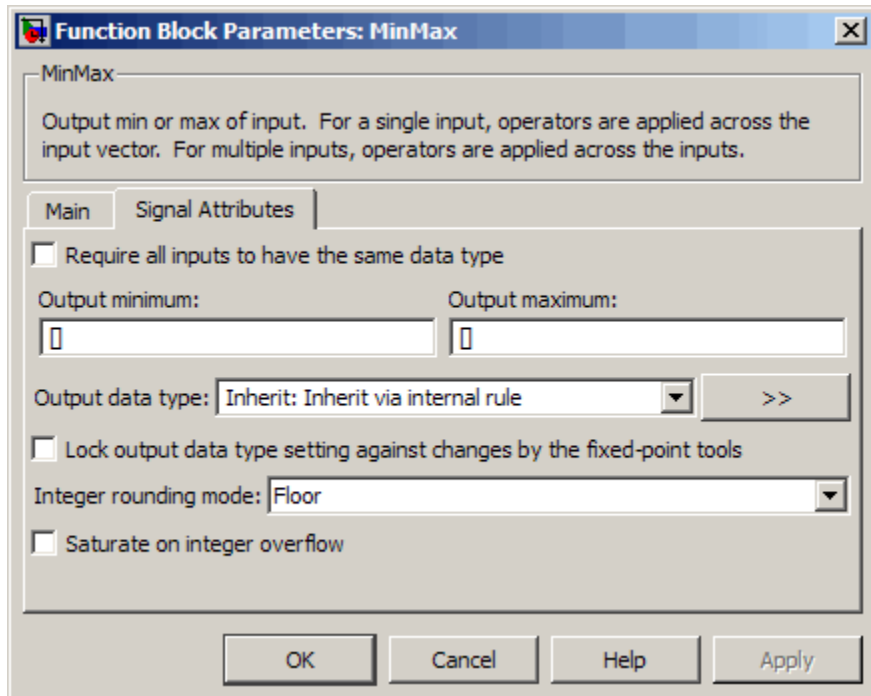 Function Block Parameters: MinMax
MinMax
Output min or max of input.  For a single input, operators are applied across the
input vector.  For multiple inputs, operators are applied across the inputs.
Main
Signal Attributes
Require all inputs to have the same data type
Output minimum:
Output maximum:
[]
[]
Output data type: Inherit: Inherit via internal rule
>>
Lock output data type setting against changes by the fixed-point tools
Integer rounding mode: Floor
Saturate on integer overflow
OK
Cancel
Help
Apply